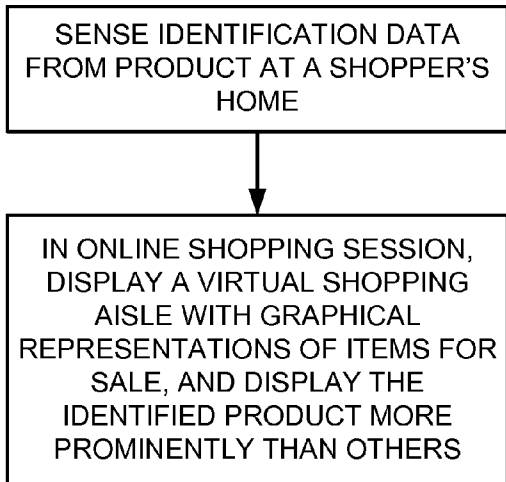 SENSE IDENTIFICATION DATA
FROM PRODUCT AT A SHOPPER'S
HOME
IN ONLINE SHOPPING SESSION,
DISPLAY A VIRTUAL SHOPPING
AISLE WITH GRAPHICAL
REPRESENTATIONS OF ITEMS FOR
SALE, AND DISPLAY THE
IDENTIFIED PRODUCT MORE
PROMINENTLY THAN OTHERS